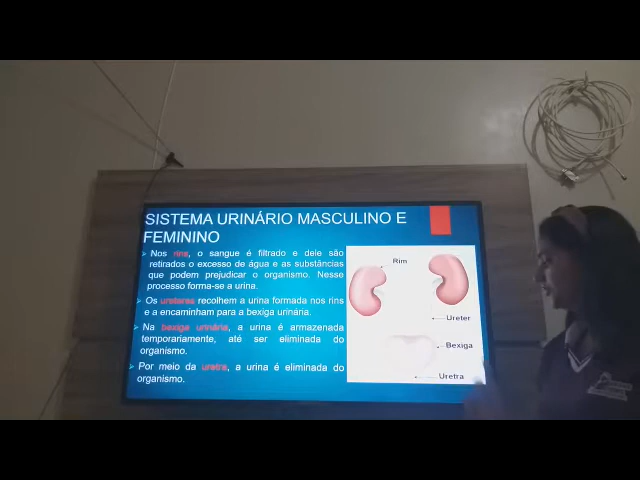 SISTEMA URINÁRIO MASCULINO E
FEMININO
Nos rins, o sangue é filtrado e dele são
retirados o excesso de água e as substâncias
que podem prejudicar o organismo. Nesse
processo forma-se a urina.
Os ureteres recolhem a urina formada nos rins
e a encaminham para a bexiga urinária.
Na bexiga urinária, a urina é armazenada
temporariamente, até ser eliminada do
organismo.
Por meio da uretra, a urina é eliminada do
organismo.
Rim
Ureter
Bexiga
Uretra